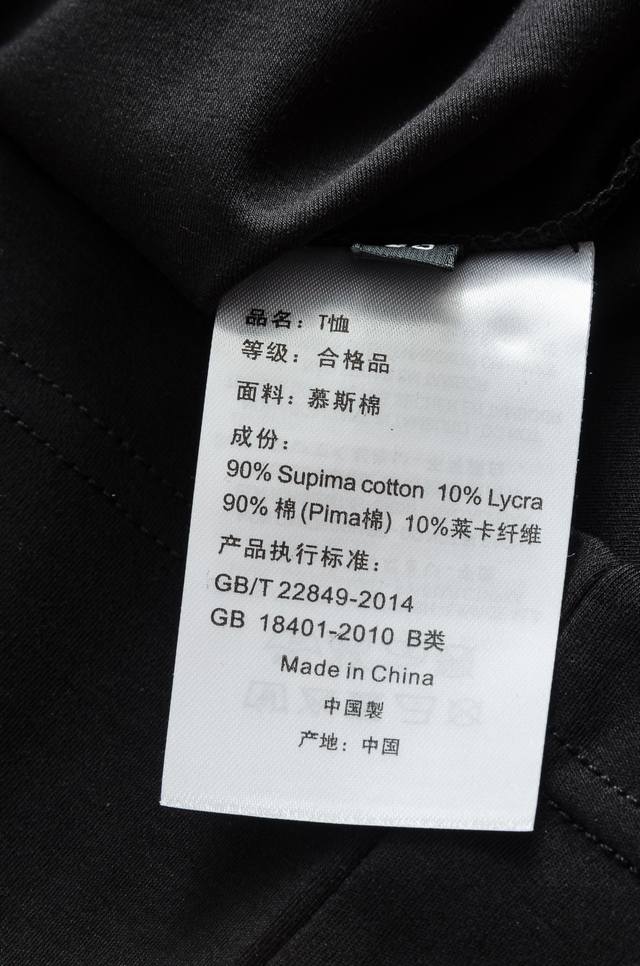 品名：T恤
等级：合格品
面料：慕斯棉
成份：
90% Supima cotton 10% Lycra
90% 棉(Pima棉) 10%莱卡纤维
产品执行标准：
GB/T 22849-2014
GB 18401-2010 B类
Made in China
中国製
产地：中国